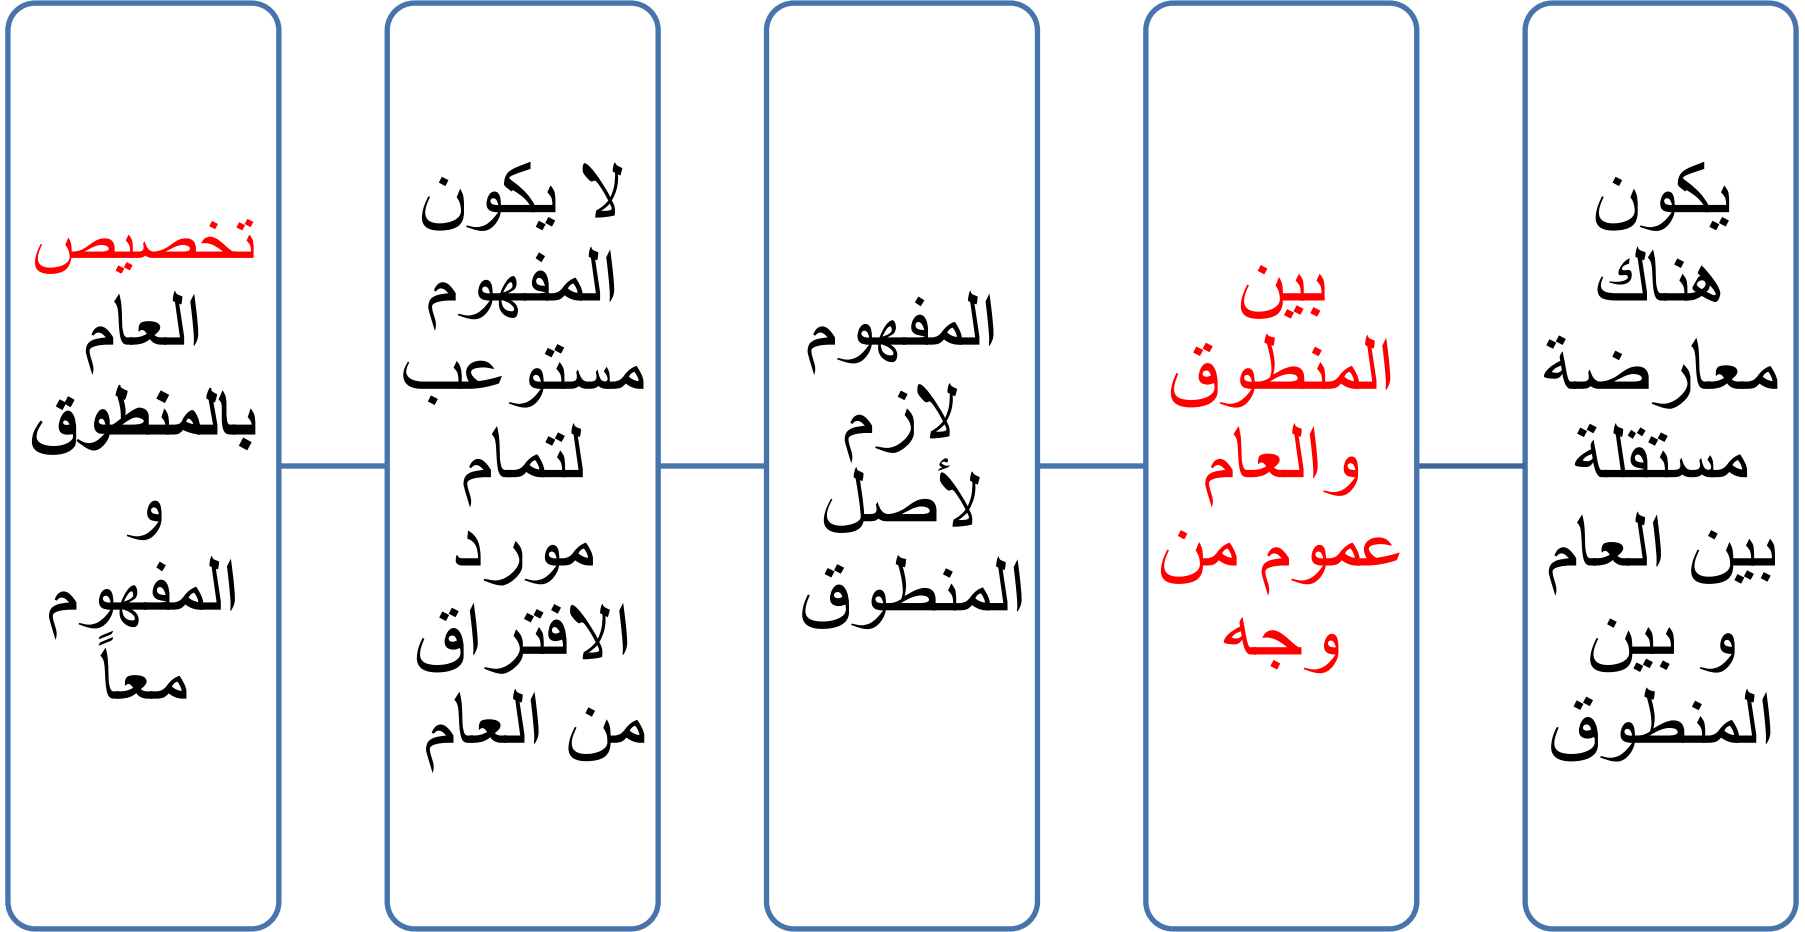 يكون
هناك
معارضة
مستقلة
بين العام
و بين
المنطوق
بين
المنطوق
والعام
عموم من
وجه
المفهوم
لازم
لأصل
المنطوق
لا يكون
المفهوم
مستوعب
لتمام
مورد
الافتراق
من العام
تخصيص
العام
بالمنطوق
و
المفهوم
معاً